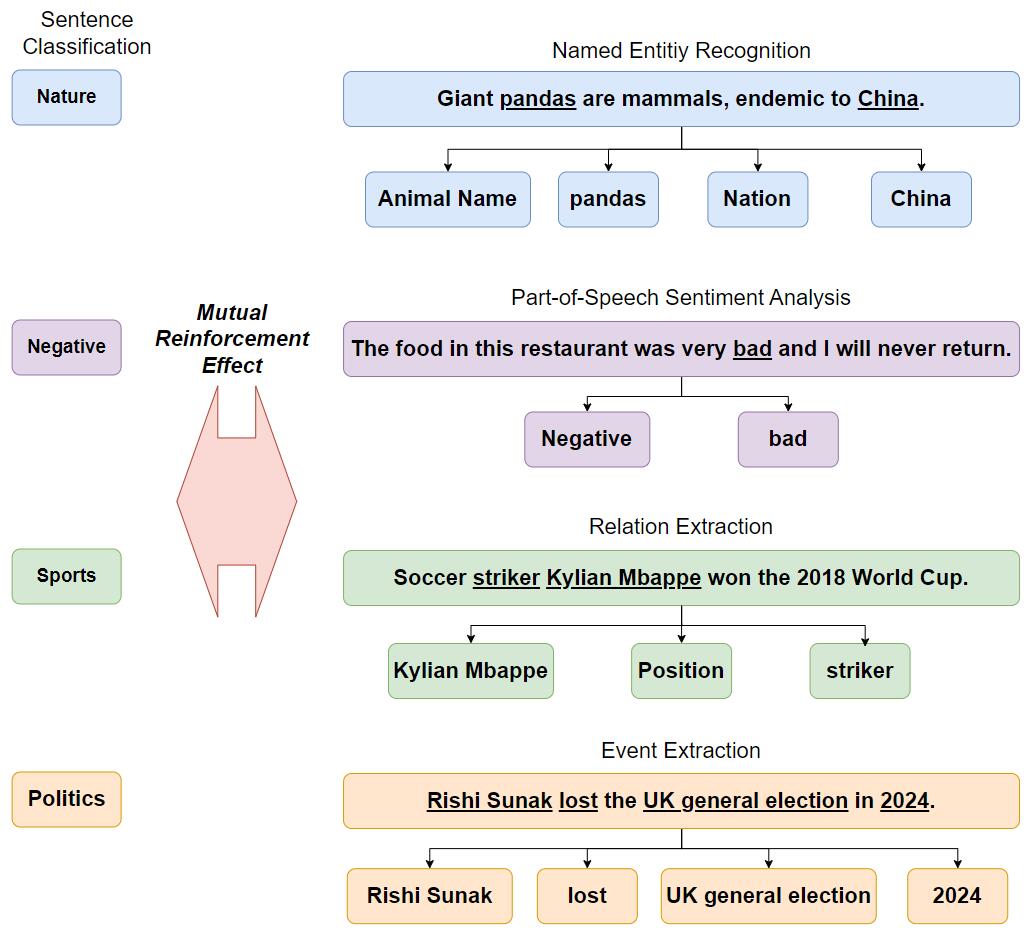 Sentence
Classification
Named Entitiy Recognition
Nature
Giant pandas are mammals, endemic to China.
Animal Name
pandas
Nation
China
Part-of-Speech Sentiment Analysis
Mutual
Reinforcement
Effect
Negative
The food in this restaurant was very bad and I will never return.
Negative
bad
Relation Extraction
Sports
Soccer striker Kylian Mbappe won the 2018 World Cup.
Kylian Mbappe
Position
striker
Event Extraction
Politics
Rishi Sunak lost the UK general election in 2024.
Rishi Sunak
lost
UK general election
2024